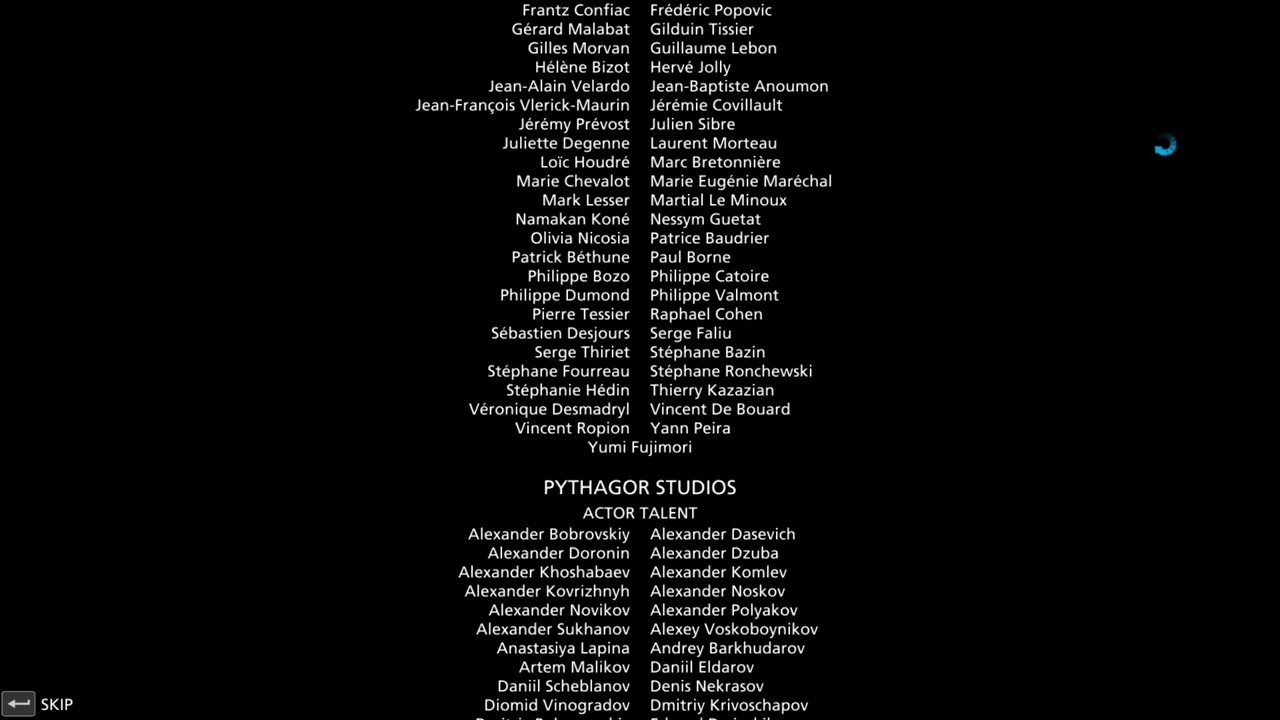 Frantz Confiac Frédéric Popovic
Gérard Malabat Gilduin Tissier
Gilles Morvan Guillaume Lebon
Hélène Bizot Hervé Jolly
Jean-Alain Velardo Jean-Baptiste Anoumon
Jean-François Vlerick-Maurin Jérémie Covillault
Jérémy Prévost Julien Sibre
Juliette Degenne Laurent Morteau
Loïc Houdré Marc Bretonnière
Marie Chevalot Marie Eugénie Maréchal
Mark Lesser Martial Le Minoux
Namakan Koné Nessym Guetat
Olivia Nicosia Patrice Baudrier
Patrick Béthune Paul Borne
Philippe Bozo Philippe Catoire
Philippe Dumond Philippe Valmont
Pierre Tessier Raphael Cohen
Sébastien Desjours Serge Faliu
Serge Thiriet Stéphane Bazin
Stéphane Fourreau Stéphane Ronchewski
Stéphanie Hédin Thierry Kazazian
Véronique Desmadryl Vincent De Bouard
Vincent Ropion Yann Peira
Yumi Fujimori
PYTHAGOR STUDIOS
ACTOR TALENT
Alexander Bobrovskiy Alexander Dasevich
Alexander Doronin Alexander Dzuba
Alexander Khoshabaev Alexander Komlev
Alexander Kovrizhnyh Alexander Noskov
Alexander Novikov Alexander Polyakov
Alexander Sukhanov Alexey Voskoboynikov
Anastasiya Lapina Andrey Barkhudarov
Artem Malikov Daniil Eldarov
Daniil Scheblanov Denis Nekrasov
Diomid Vinogradov Dmitriy Krivoschapov
SKIP